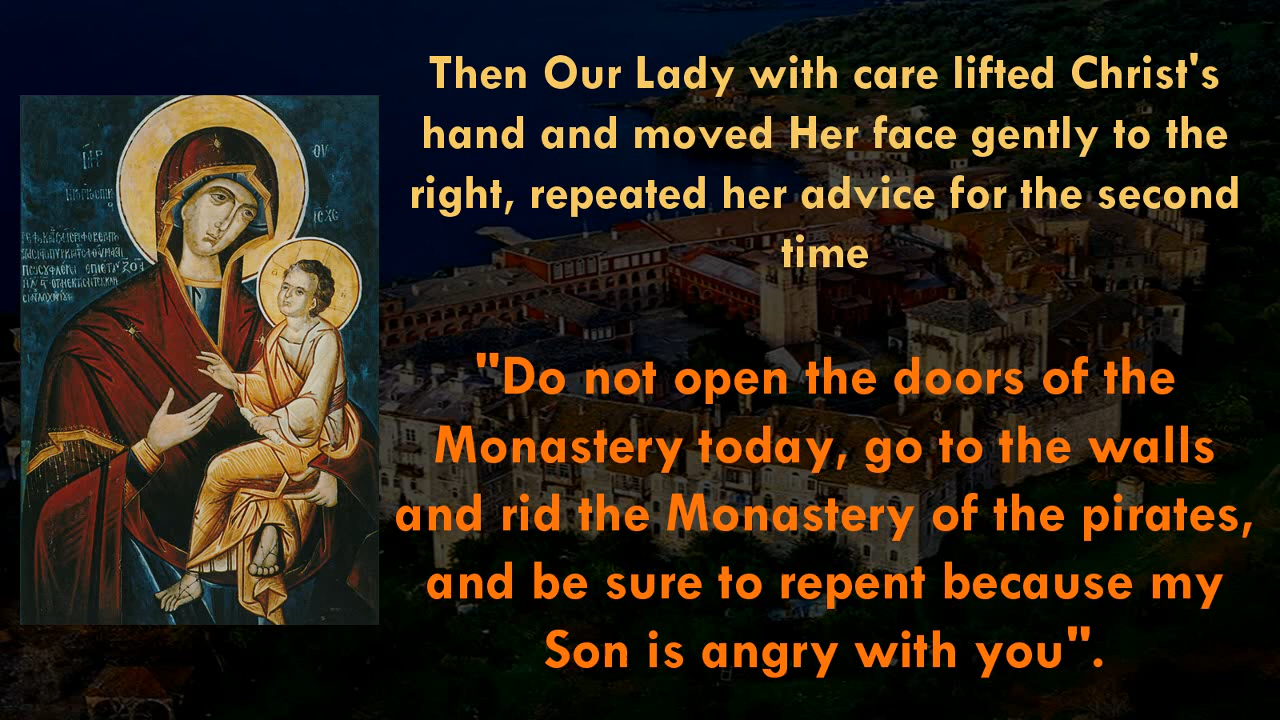 Then Our Lady with care lifted Christ's
hand and moved Her face gently to the
right, repeated her advice for the second
time
"Do not open the doors of the
Monastery today, go to the walls
and rid the Monastery of the pirates,
and be sure to repent because my
Son is angry with you".